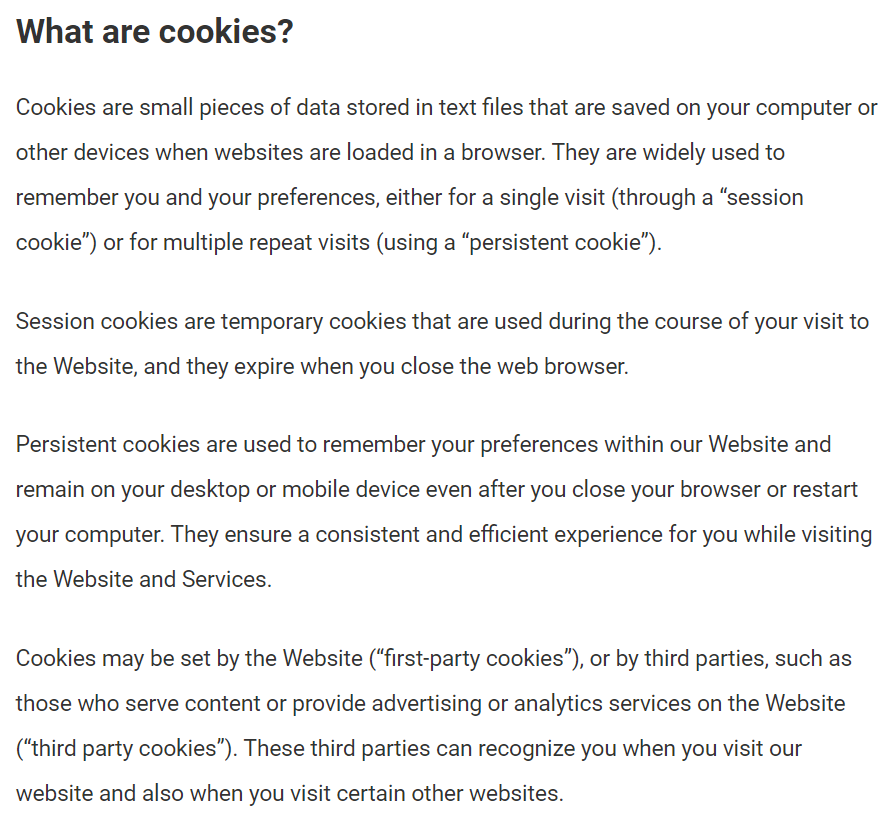 What are cookies?
Cookies are small pieces of data stored in text files that are saved on your computer or
other devices when websites are loaded in a browser. They are widely used to
remember you and your preferences, either for a single visit (through a “session
cookie”) or for multiple repeat visits (using a “persistent cookie”).
Session cookies are temporary cookies that are used during the course of your visit to
the Website, and they expire when you close the web browser.
Persistent cookies are used to remember your preferences within our Website and
remain on your desktop or mobile device even after you close your browser or restart
your computer. They ensure a consistent and efficient experience for you while visiting
the Website and Services.
Cookies may be set by the Website (“first-party cookies”), or by third parties, such as
those who serve content or provide advertising or analytics services on the Website
(“third party cookies”). These third parties can recognize you when you visit our
website and also when you visit certain other websites.